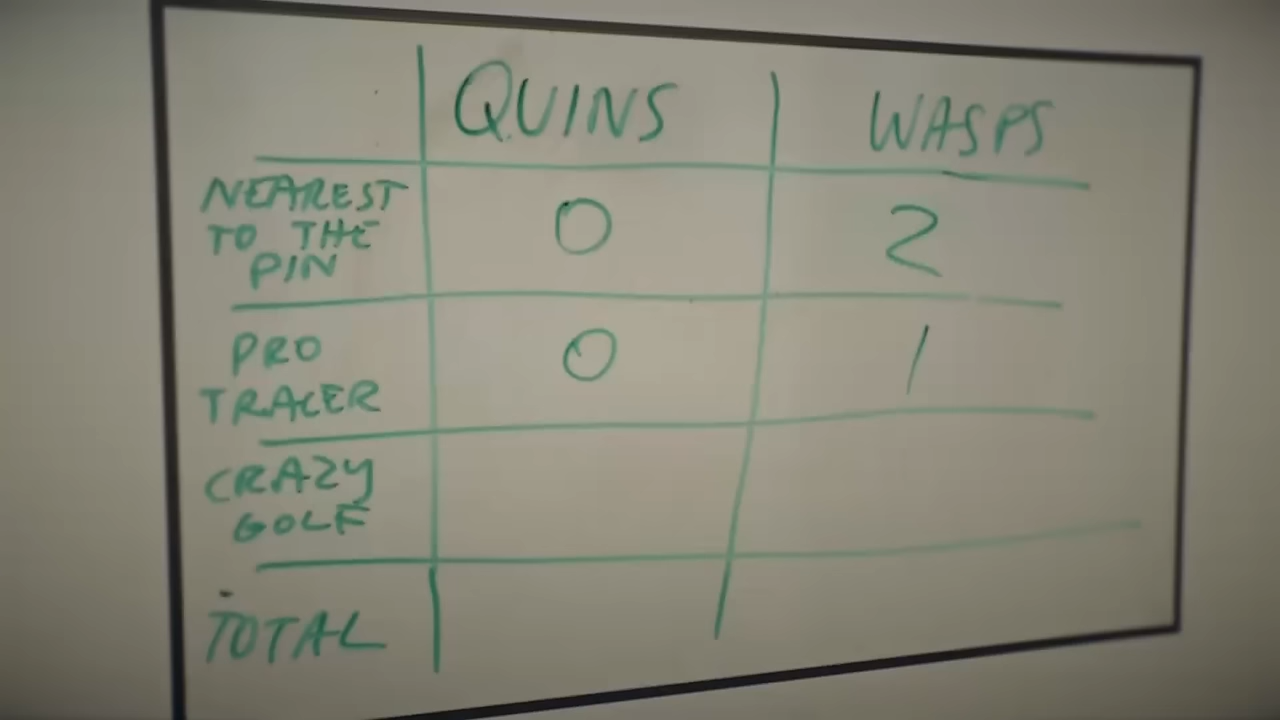 QUINS WASPS
NEAREST
TO THE
PIN
0 2
PRO
TRACER
0 1
CRAZY
GOLF
TOTAL